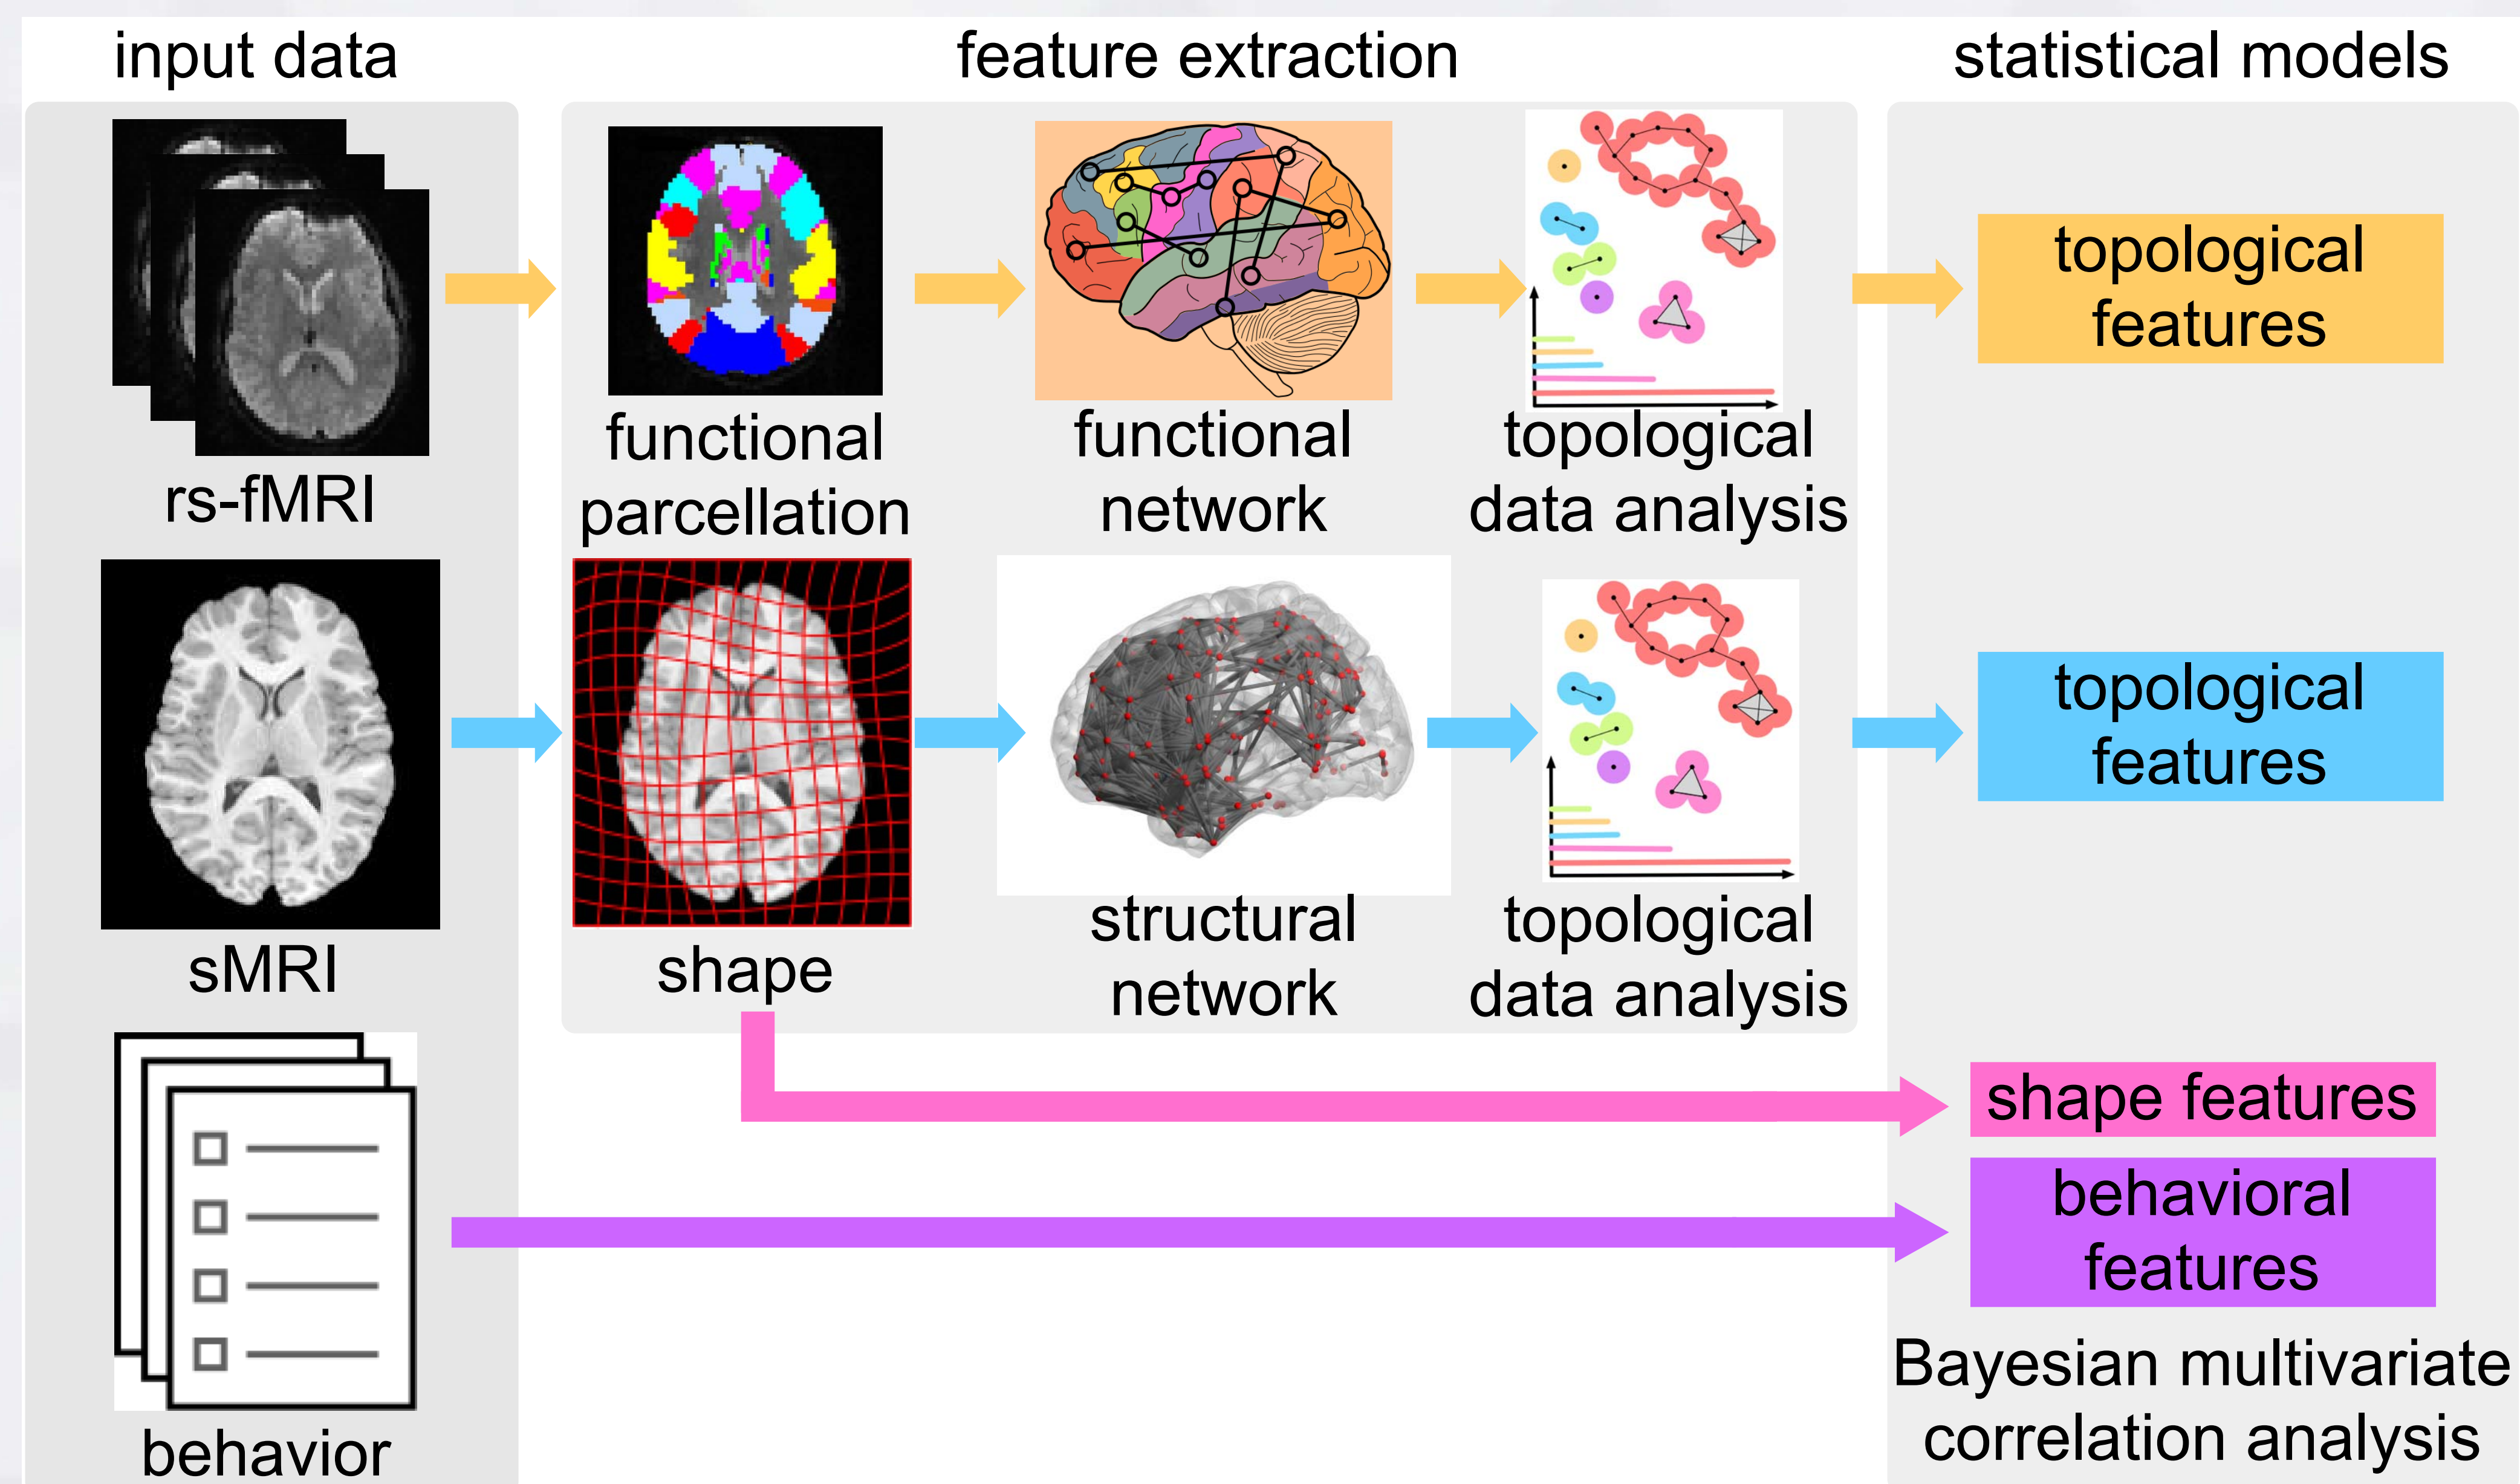 input data
feature extraction
statistical models
rs-fMRI
functional
parcellation
functional
network
topological
data analysis
topological
features
sMRI
shape
structural
network
topological
data analysis
topological
features
shape features
behavior
behavioral
features
Bayesian multivariate
correlation analysis